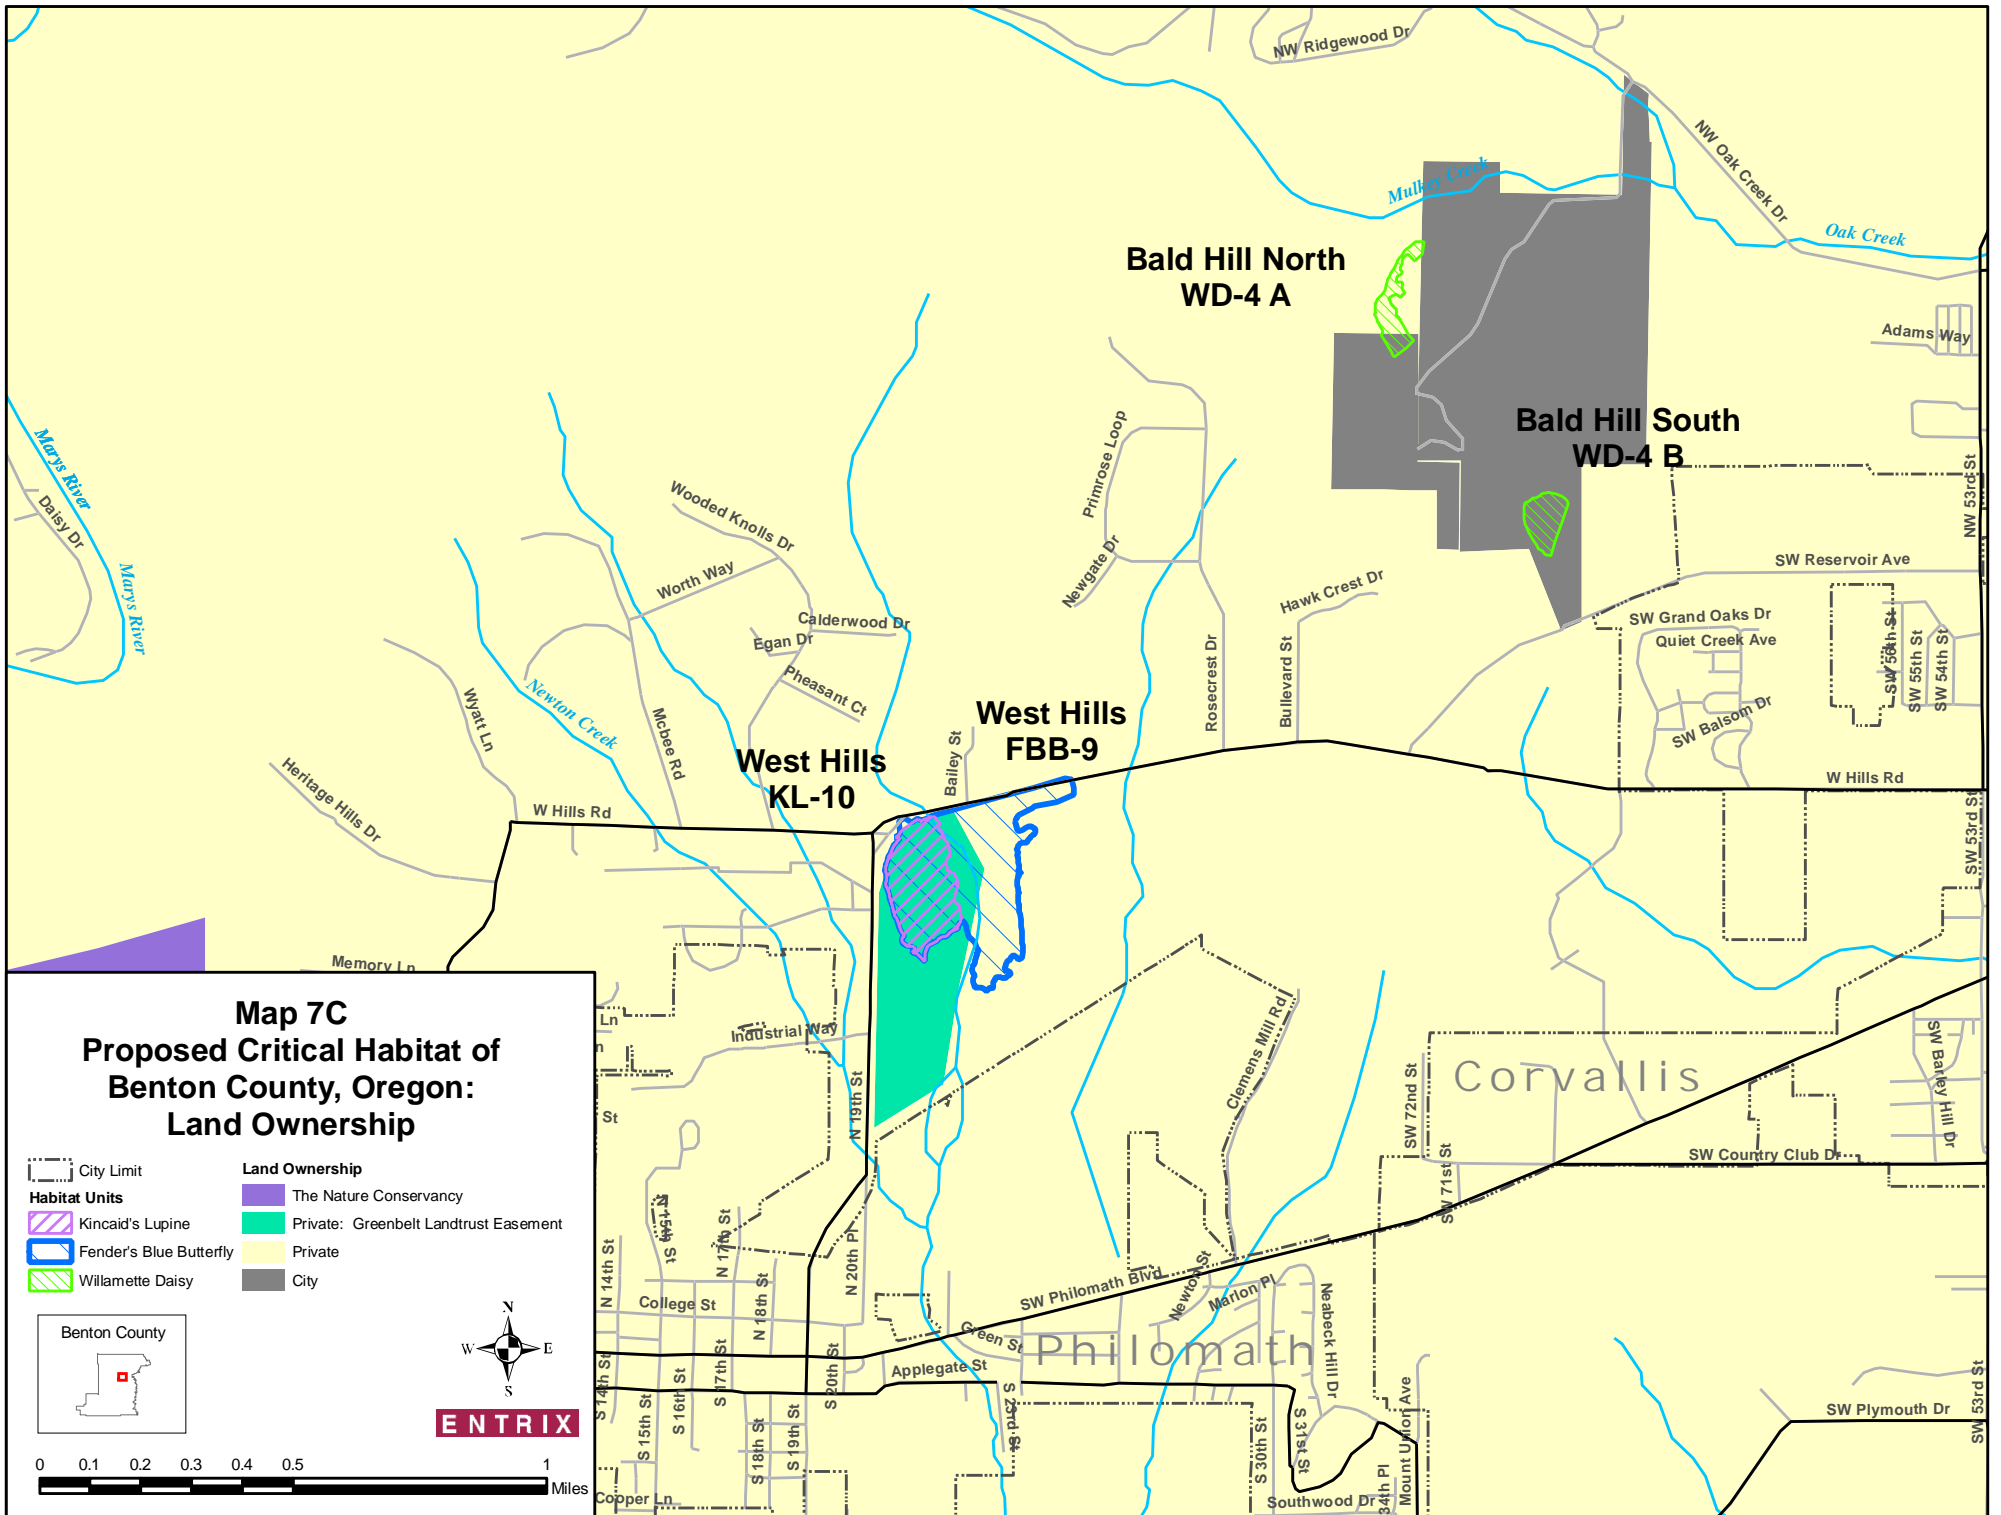 NW Ridgewood Dr
NW Oak Creek Dr
Mulkey Creek
Oak Creek
Bald Hill North
WD-4 A
Adams Way
Bald Hill South
WD-4 B
NW 53rd St
Marys River
Daisy Dr
Marys River
Primrose Loop
Wooded Knolls Dr
Worth Way
Newgate Dr
SW Reservoir Ave
Hawk Crest Dr
Calderwood Dr
Egan Dr
SW Grand Oaks Dr
Quiet Creek Ave
SW 56th St
SW 55th St
SW 54th St
Pheasant Ct
Rosecrest Dr
Bullevard St
Newton Creek
Wyatt Ln
Mcbee Rd
SW Balsom Dr
West Hills
FBB-9
Bailey St
West Hills
KL-10
Heritage Hills Dr
W Hills Rd
W Hills Rd
SW 53rd St
Memory Ln
Ln
n
Industrial Way
St
N 19th St
Clemens Mill Rd
SW 72nd St
Corvallis
SW Barley Hill Dr
SW Country Club Dr
SW 71st St
N 15th St
N 17th St
N 14th St
N 20th Pl
N 18th St
College St
SW Philomath Blvd
Newton St
Marlon Pl
Neabeck Hill Dr
Green St
Philomath
Applegate St
S 14th St
S 15th St
S 16th St
S 17th St
S 18th St
S 19th St
S 20th St
S 23rd St
S 30th St
S 31st St
34th Pl
Mount Union Ave
SW Plymouth Dr
SW 53rd St
Southwood Dr
Cooper Ln
Map 7C
Proposed Critical Habitat of
Benton County, Oregon:
Land Ownership
City Limit
Habitat Units
Kincaid's Lupine
Fender's Blue Butterfly
Willamette Daisy
Land Ownership
The Nature Conservancy
Private: Greenbelt Landtrust Easement
Private
City
Benton County
N
W E
S
ENTRIX
0 0.1 0.2 0.3 0.4 0.5 1
Miles